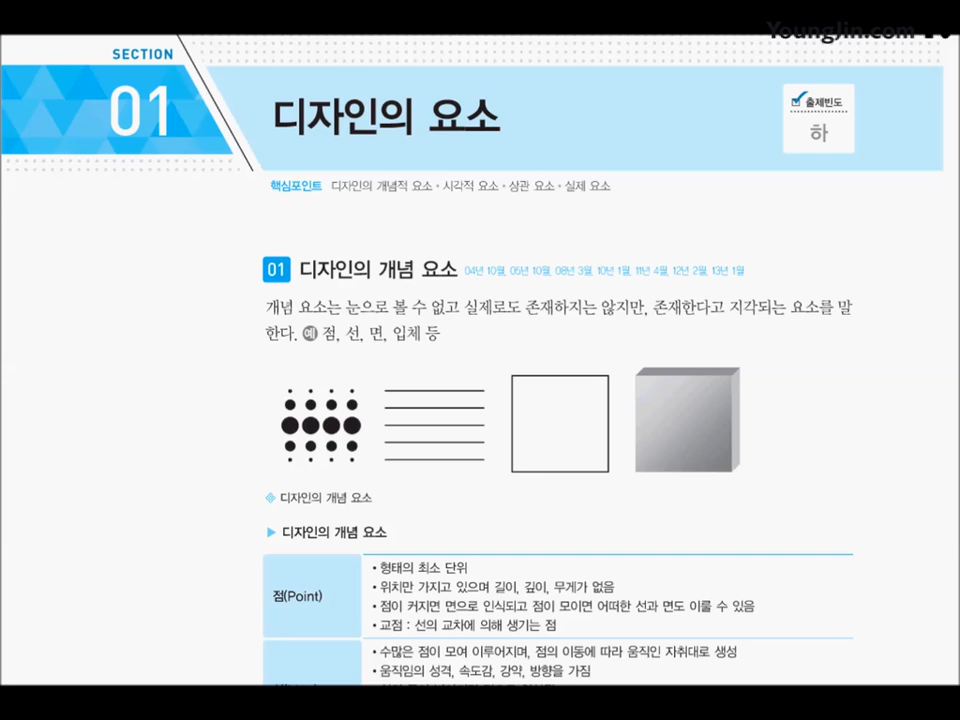 YoungJin.com
SECTION
01
디자인의 요소
출제빈도
하
핵심포인트 디자인의 개념적 요소 • 시각적 요소 • 상관 요소 • 실제 요소
01 디자인의 개념 요소 04년 10월, 05년 10월, 08년 3월, 10년 1월, 11년 4월, 12년 2월, 13년 1월
개념 요소는 눈으로 볼 수 없고 실제로도 존재하지는 않지만, 존재한다고 지각되는 요소를 말
한다. 예 점, 선, 면, 입체 등
디자인의 개념 요소
▶ 디자인의 개념 요소
점(Point)
• 형태의 최소 단위
• 위치만 가지고 있으며 길이, 깊이, 무게가 없음
• 점이 커지면 면으로 인식되고 점이 모이면 어떠한 선과 면도 이룰 수 있음
• 교점 : 선의 교차에 의해 생기는 점
• 수많은 점이 모여 이루어지며, 점의 이동에 따라 움직인 자취대로 생성
• 움직임의 성격, 속도감, 강약, 방향을 가짐